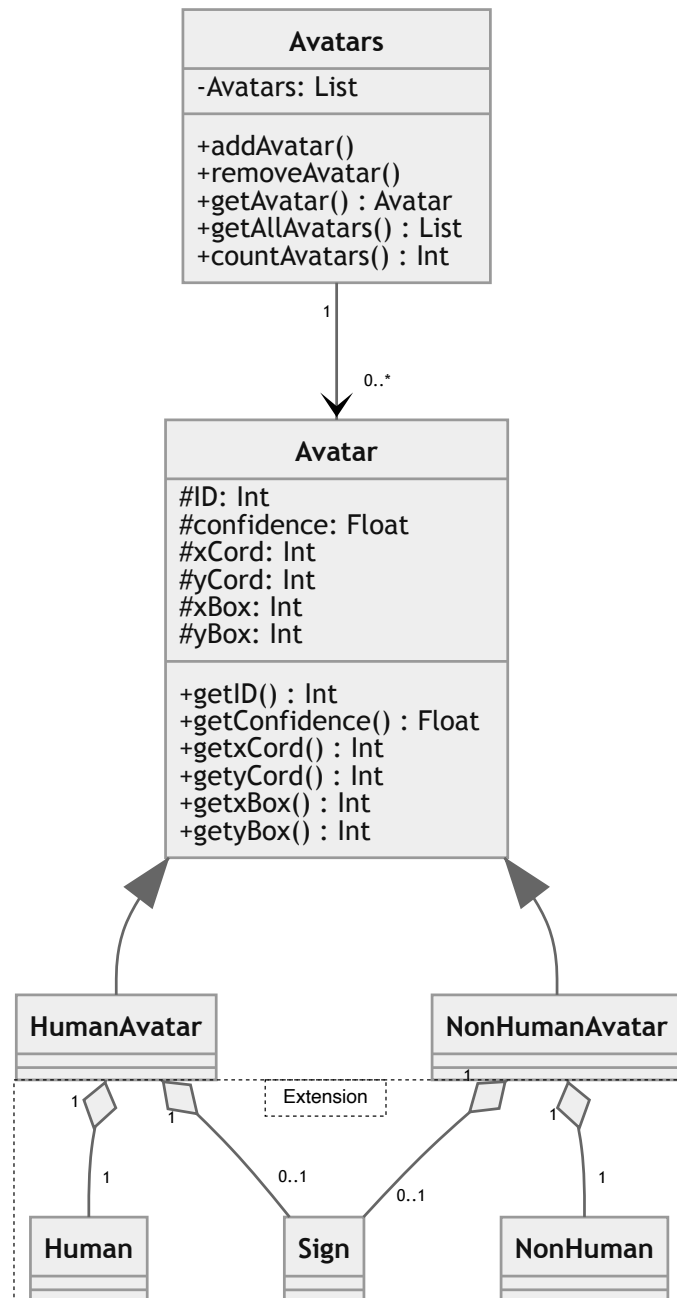 Avatars
-Avatars: List
+addAvatar()
+removeAvatar()
+getAvatar() : Avatar
+getAllAvatars() : List
+countAvatars() : Int
1
0..*
Avatar
#ID: Int
#confidence: Float
#xCord: Int
#yCord: Int
#xBox: Int
#yBox: Int
+getID() : Int
+getConfidence() : Float
+getxCord() : Int
+getyCord() : Int
+getxBox() : Int
+getyBox() : Int
HumanAvatar
NonHumanAvatar
1
1
1
1
Extension
1
0..1
0..1
1
Human
Sign
NonHuman